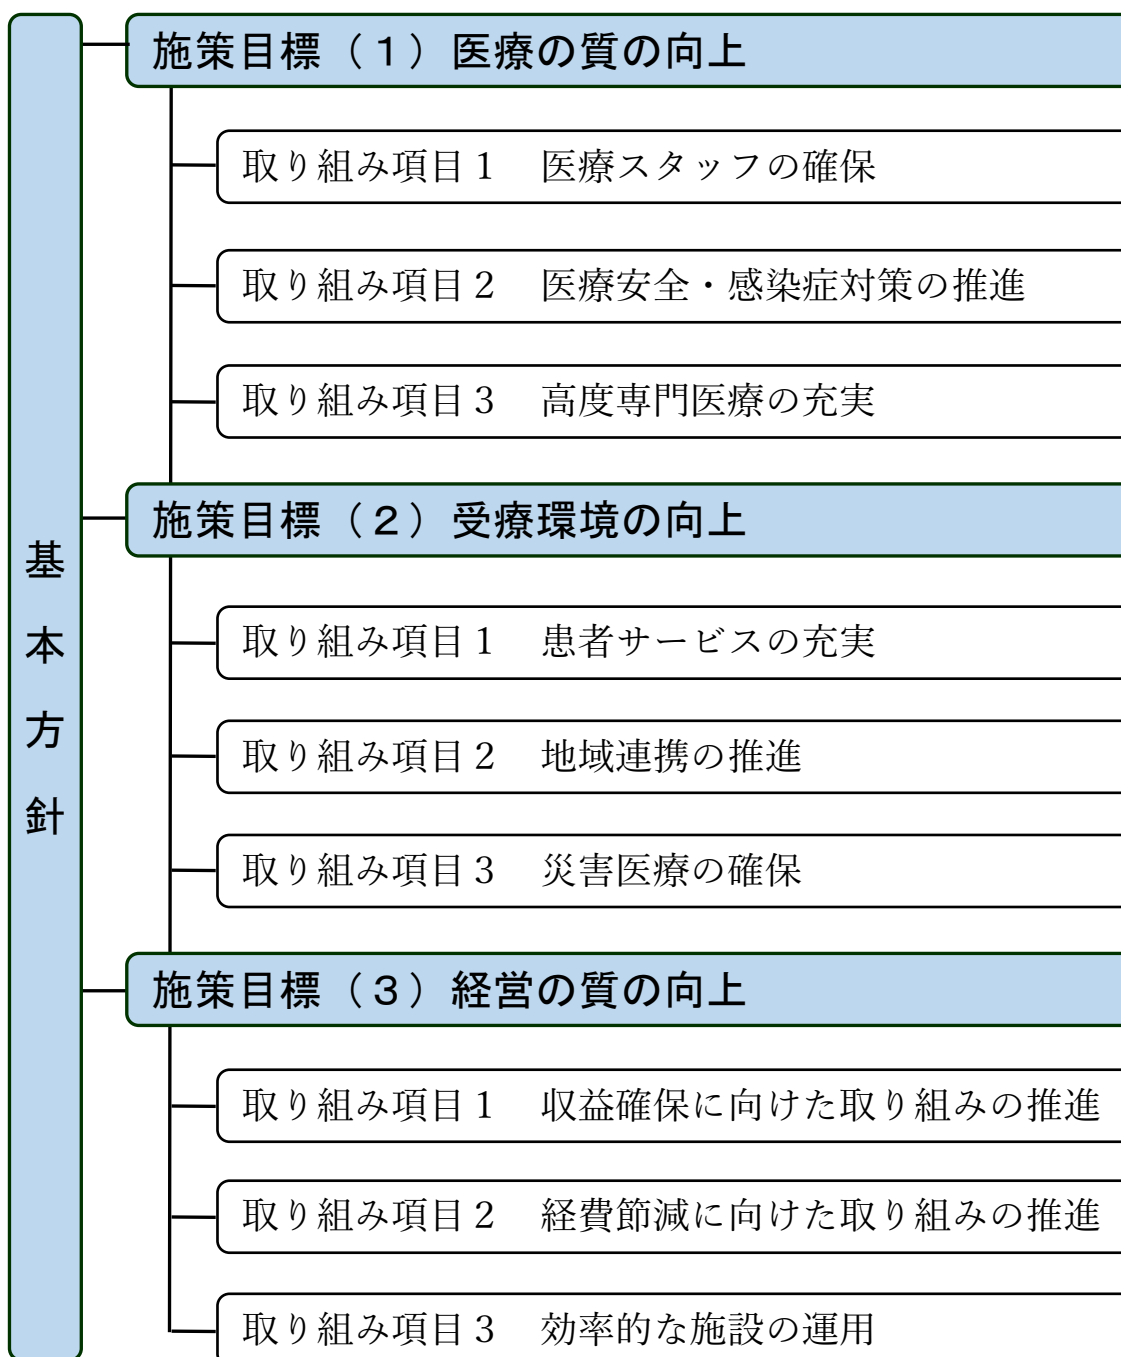 基本方針
施策目標（１）医療の質の向上
取り組み項目１　医療スタッフの確保
取り組み項目２　医療安全・感染症対策の推進
取り組み項目３　高度専門医療の充実
施策目標（２）受療環境の向上
取り組み項目１　患者サービスの充実
取り組み項目２　地域連携の推進
取り組み項目３　災害医療の確保
施策目標（３）経営の質の向上
取り組み項目１　収益確保に向けた取り組みの推進
取り組み項目２　経費節減に向けた取り組みの推進
取り組み項目３　効率的な施設の運用